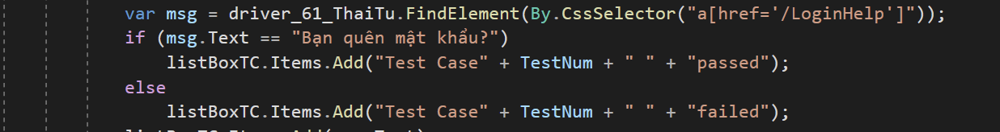 var msg = driver_61_ThaiTu.FindElement(By.CssSelector("a[href='/LoginHelp']"));
if (msg.Text == "Bạn quên mật khẩu?")
listBoxTC.Items.Add("Test Case" + TestNum + " " + "passed");
else
listBoxTC.Items.Add("Test Case" + TestNum + " " + "failed");